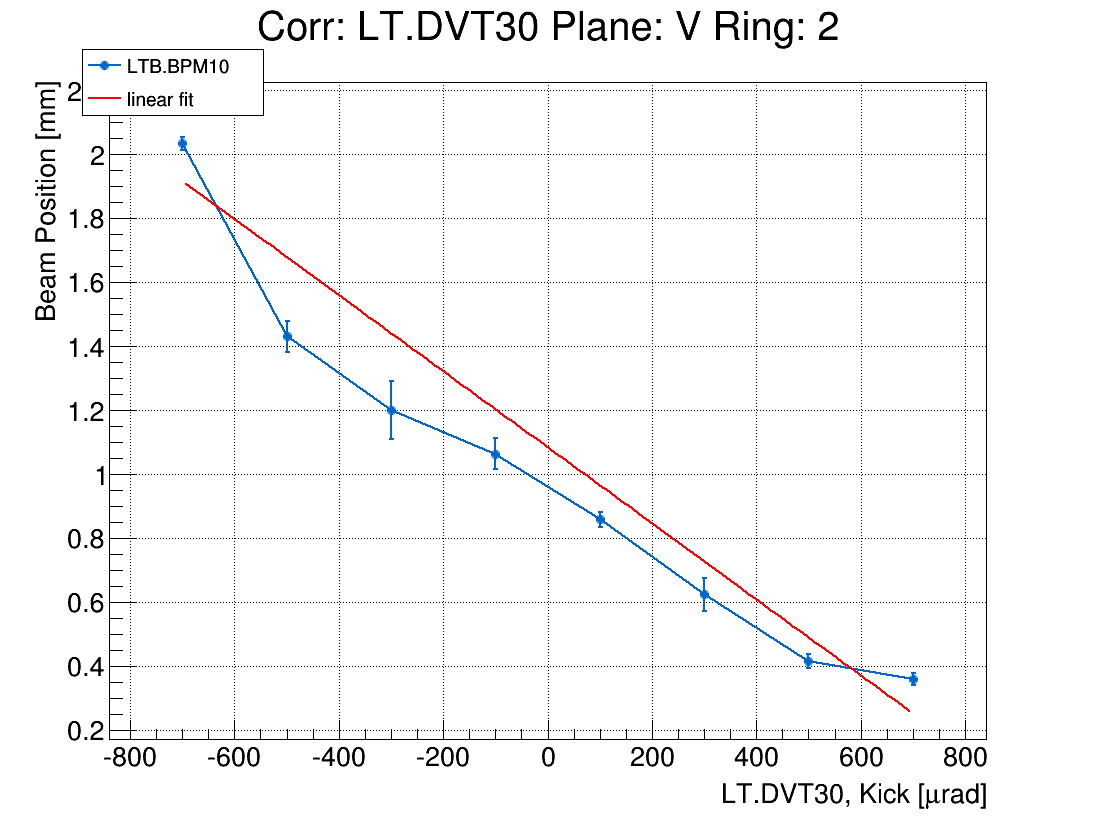 Corr: LT.DVT30 Plane: V Ring: 2
LTB.BPM10
linear fit
Beam Position [mm]
2
2
1.8
1.6
1.4
1.2
1
0.8
0.6
0.4
0.2
-800 -600 -400 -200 0 200 400 600 800
LT.DVT30, Kick [μrad]